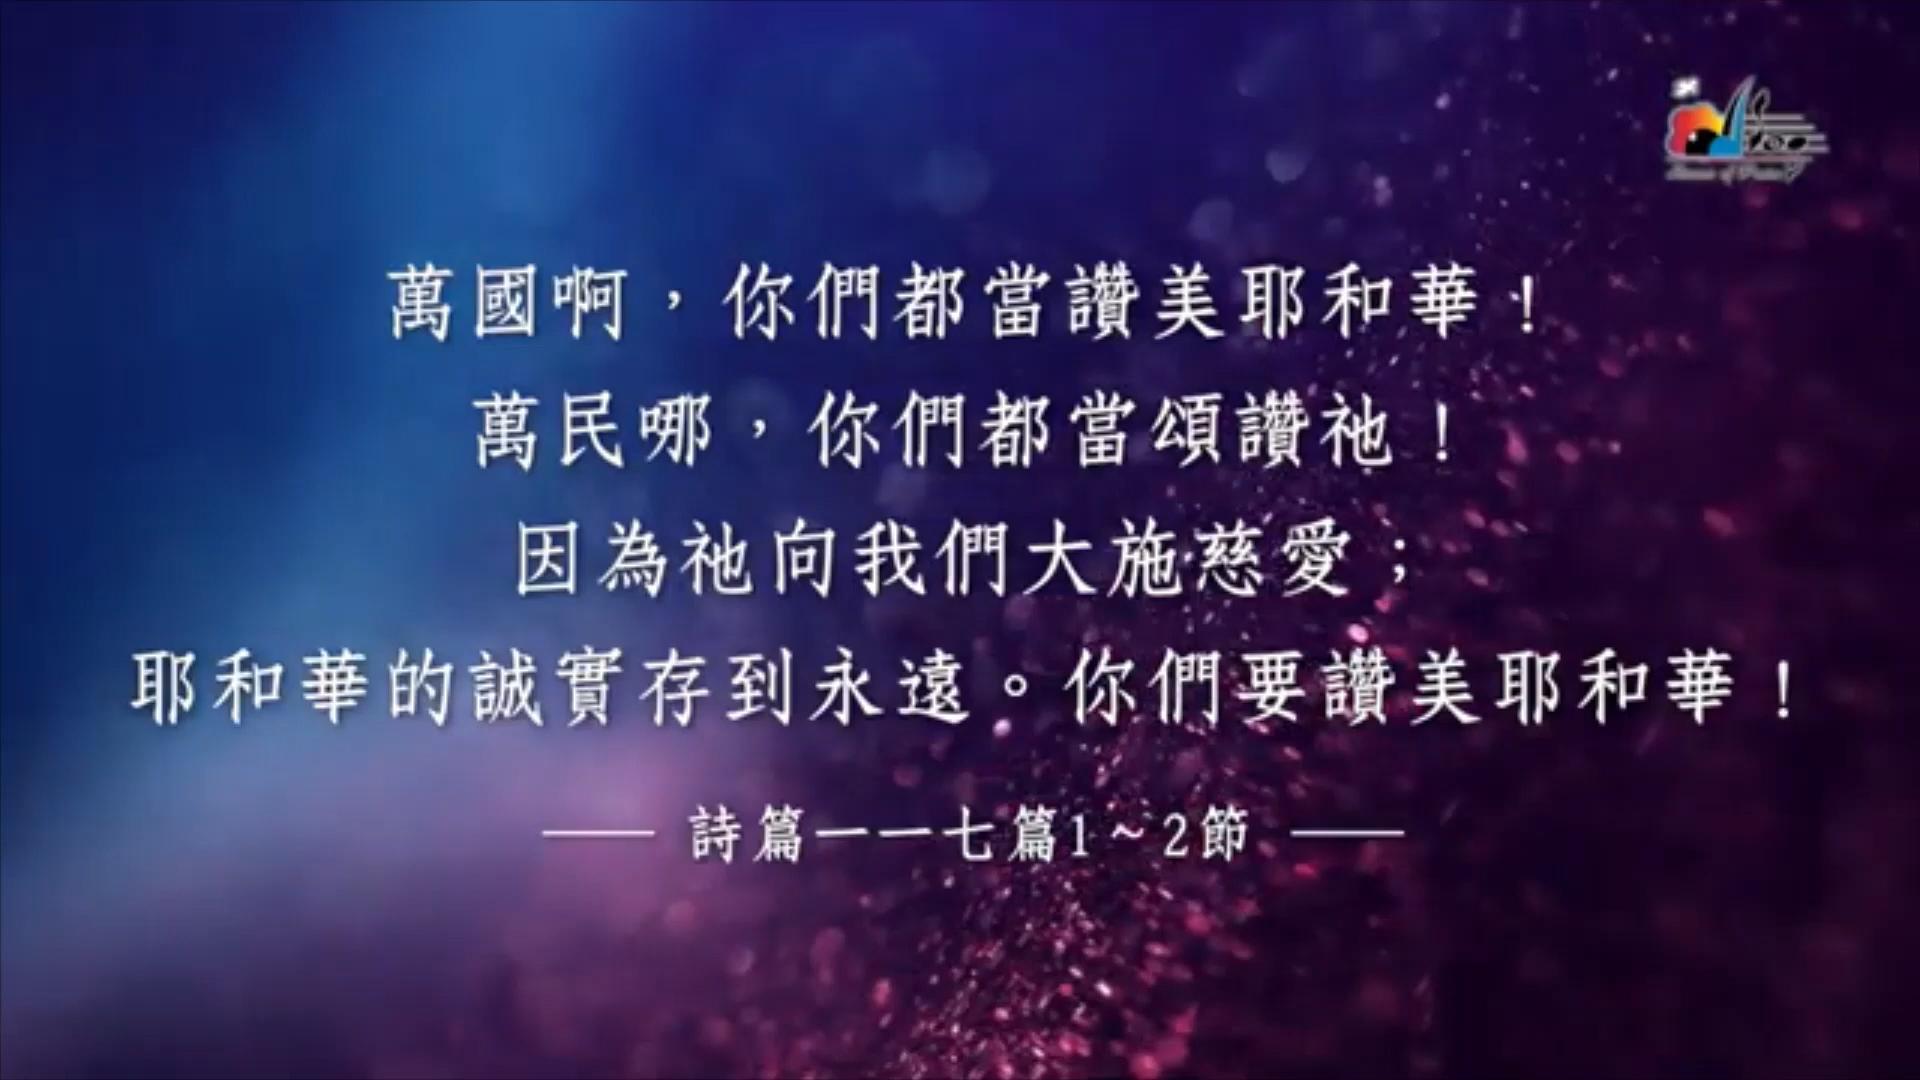 萬國啊，你們都當讚美耶和華！
萬民哪，你們都當頌讚祂！
因為祂向我們大施慈愛；
耶和華的誠實存到永遠。你們要讚美耶和華！
—— 詩篇一一七篇1～2節 ——